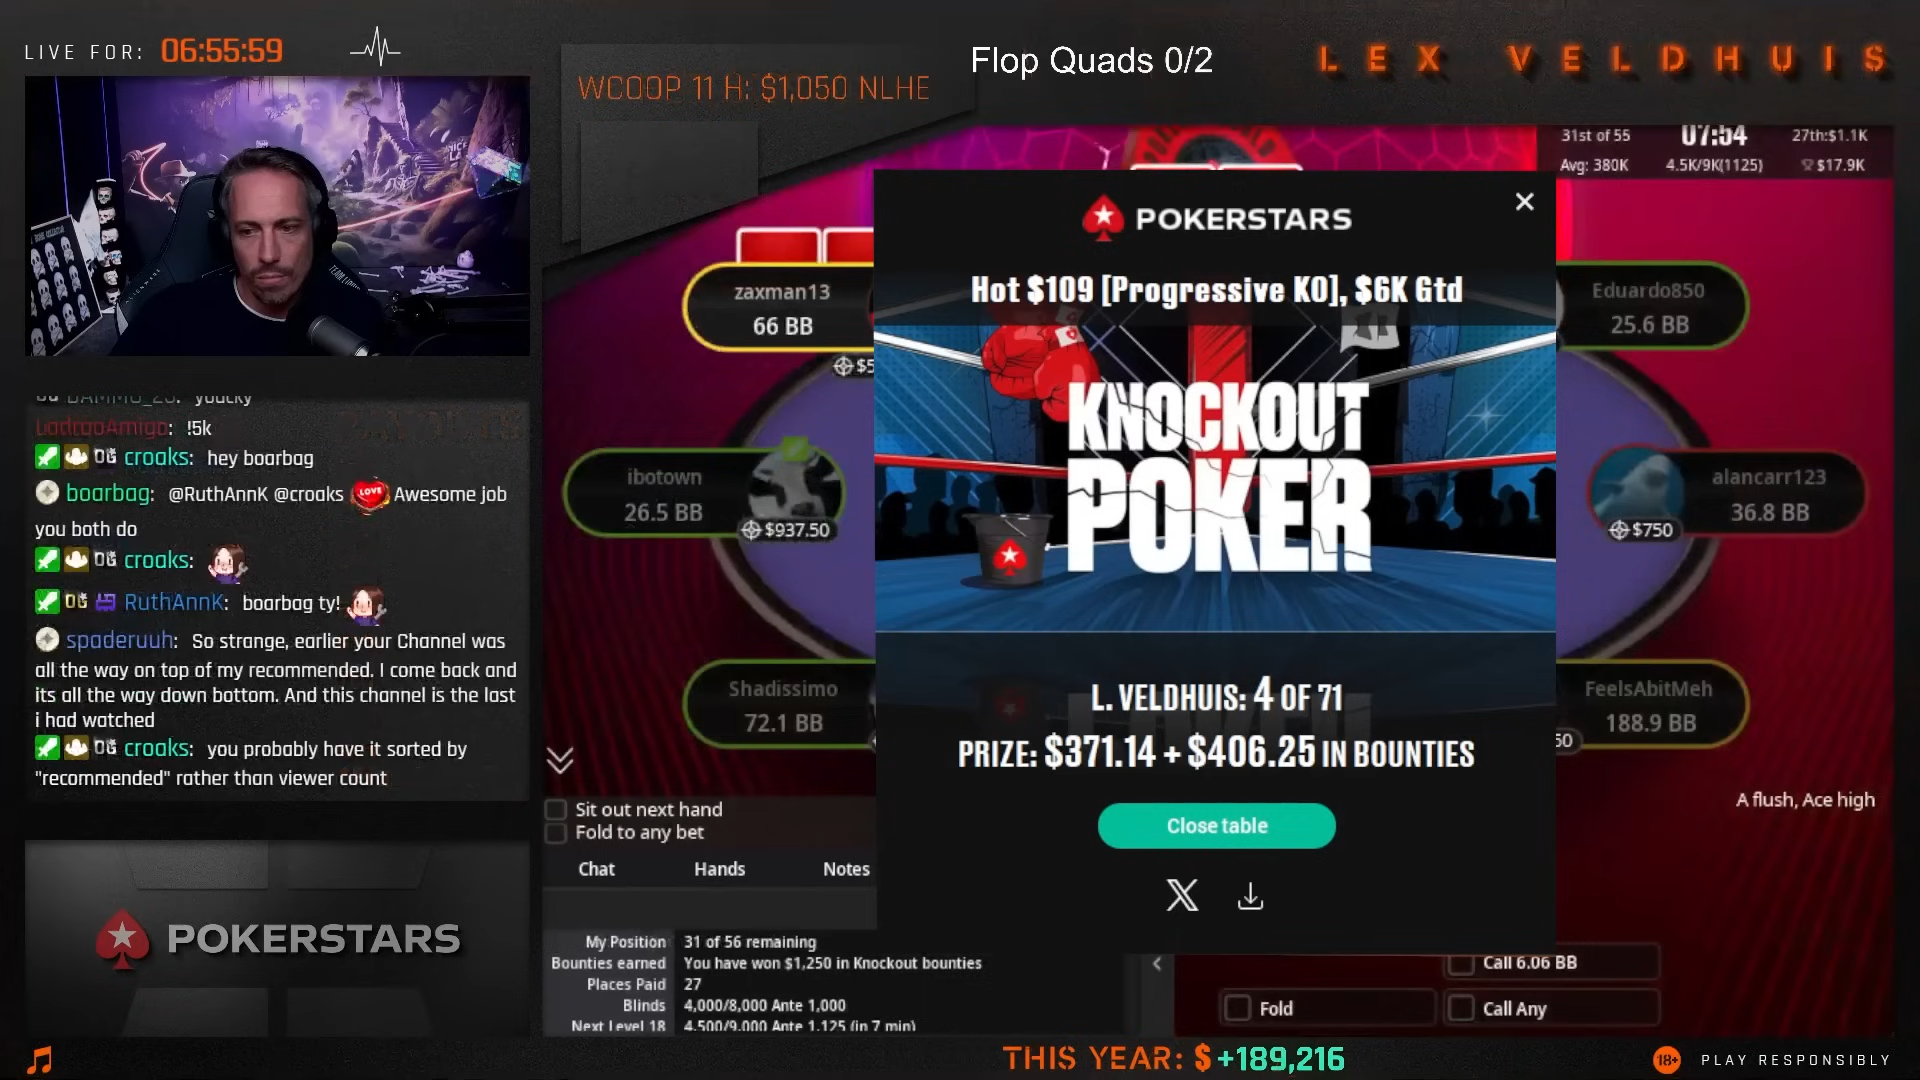 LIVE FOR: 06:55:59
WCOOP 11 H: $1,050 NLHE
Flop Quads 0/2
LEX VELDHUIS
31st of 55
07:54
27th:$1.1K
Avg: 380K
4.5K/9K(1125)
$17.9K
POKERSTARS
Hot $109 [Progressive KO], $6K Gtd
KNOCKOUT
POKER
L. VELDHUIS: 4 OF 71
PRIZE: $371.14 + $406.25 IN BOUNTIES
Close table
zaxman13
66 BB
Eduardo850
25.6 BB
ibotown
26.5 BB
$937.50
alancarr123
36.8 BB
$750
Shadissimo
72.1 BB
FeelsAbitMeh
188.9 BB
A flush, Ace high
LadraoAmigo: !5k
croaks: hey boarbag
boarbag: @RuthAnnK @croaks LOVE Awesome job
you both do
croaks:
RuthAnnK: boarbag ty!
spaderuuh: So strange, earlier your Channel was
all the way on top of my recommended. I come back and
its all the way down bottom. And this channel is the last
i had watched
croaks: you probably have it sorted by
"recommended" rather than viewer count
POKERSTARS
Sit out next hand
Fold to any bet
Chat
Hands
Notes
My Position 31 of 56 remaining
Bounties earned You have won $1,250 in Knockout bounties
Places Paid 27
Blinds 4,000/8,000 Ante 1,000
Next Level 18 4,500/9,000 Ante 1,125 (in 7 min)
Call 6.06 BB
Fold
Call Any
THIS YEAR: $ +189,216
18+ PLAY RESPONSIBLY